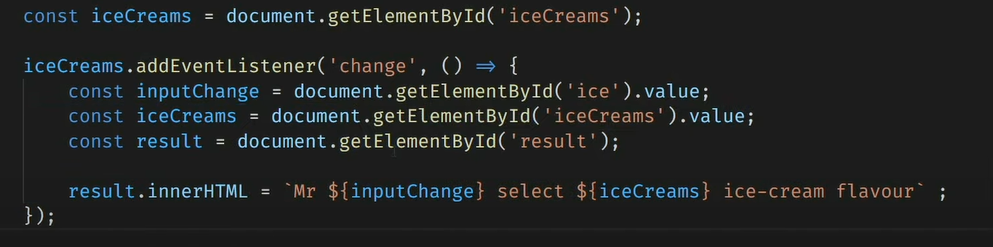 const iceCreams = document.getElementById('iceCreams');
iceCreams.addEventListener('change', () => {
const inputChange = document.getElementById('ice').value;
const iceCreams = document.getElementById('iceCreams').value;
const result = document.getElementById('result');
result.innerHTML = `Mr ${inputChange} select ${iceCreams} ice-cream flavour` ;
});